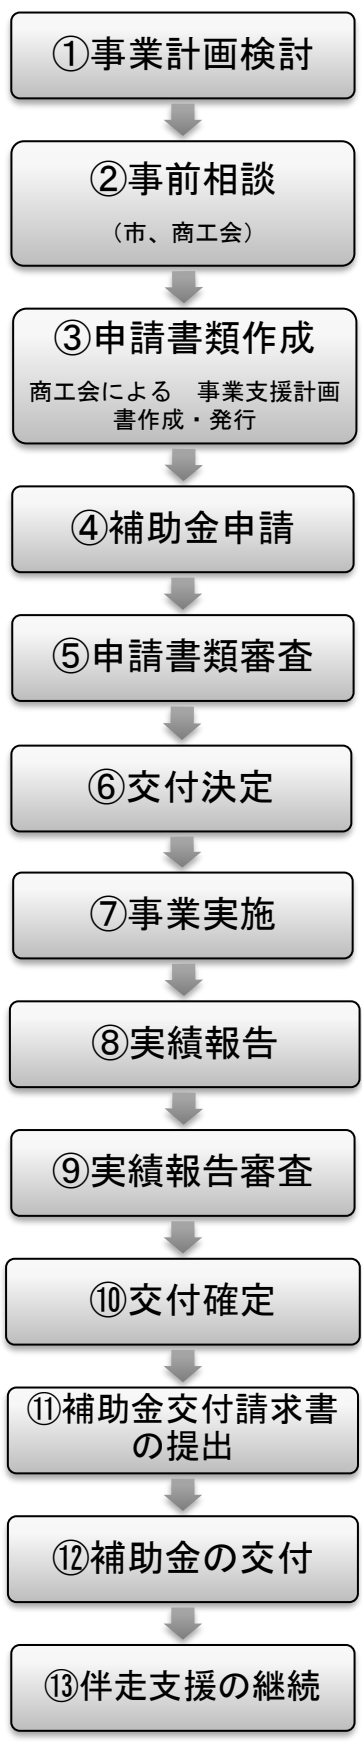 ①事業計画検討
②事前相談
（市、商工会）
③申請書類作成
商工会による　事業支援計画
書作成・発行
④補助金申請
⑤申請書類審査
⑥交付決定
⑦事業実施
⑧実績報告
⑨実績報告審査
⑩交付確定
⑪補助金交付請求書
の提出
⑫補助金の交付
⑬伴走支援の継続